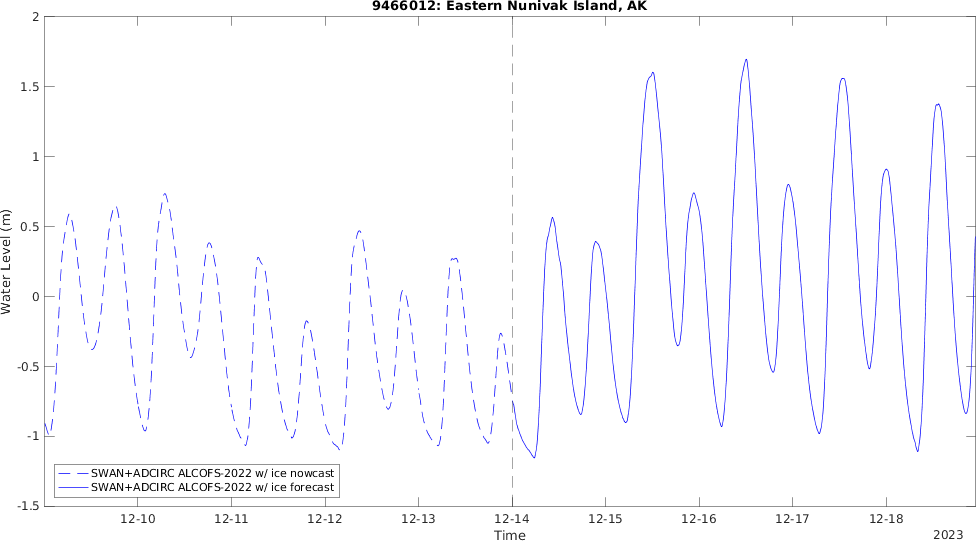 9466012: Eastern Nunivak Island, AK
2
1.5
1
0.5
0
-0.5
-1
-1.5
Water Level (m)
SWAN+ADCIRC ALCOFS-2022 w/ ice nowcast
SWAN+ADCIRC ALCOFS-2022 w/ ice forecast
12-10 12-11 12-12 12-13 12-14 12-15 12-16 12-17 12-18
Time
2023